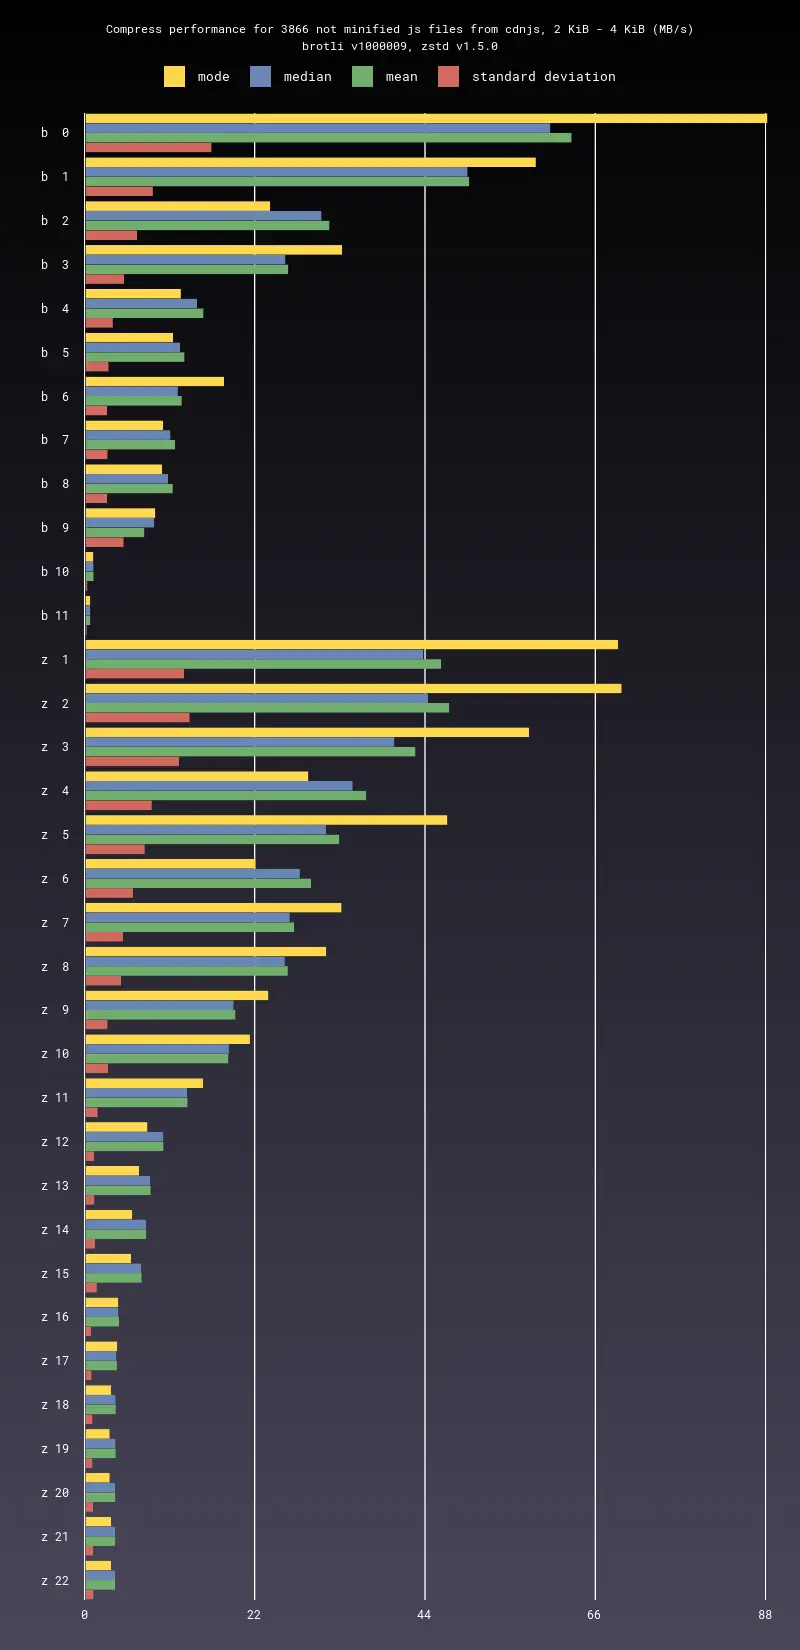 Compress performance for 3866 not minified js files from cdnjs, 2 KiB - 4 KiB (MB/s)
brotli v1000009, zstd v1.5.0
mode median mean standard deviation
b 0
b 1
b 2
b 3
b 4
b 5
b 6
b 7
b 8
b 9
b 10
b 11
z 1
z 2
z 3
z 4
z 5
z 6
z 7
z 8
z 9
z 10
z 11
z 12
z 13
z 14
z 15
z 16
z 17
z 18
z 19
z 20
z 21
z 22
0 22 44 66 88